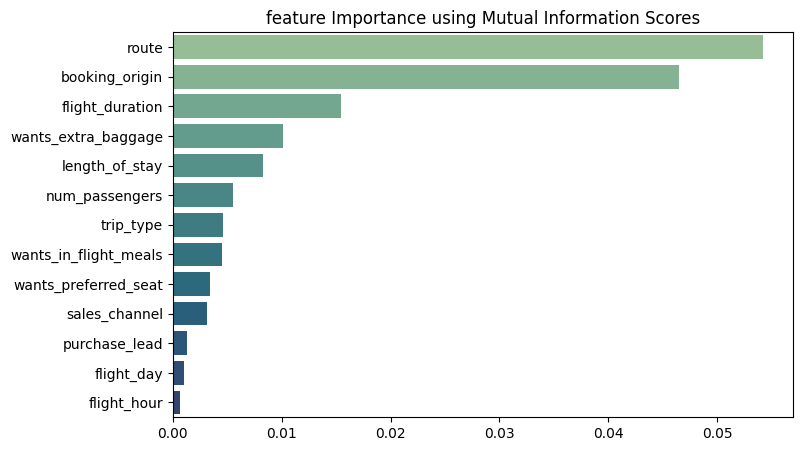 feature Importance using Mutual Information Scores
route
booking_origin
flight_duration
wants_extra_baggage
length_of_stay
num_passengers
trip_type
wants_in_flight_meals
wants_preferred_seat
sales_channel
purchase_lead
flight_day
flight_hour
0.00 0.01 0.02 0.03 0.04 0.05